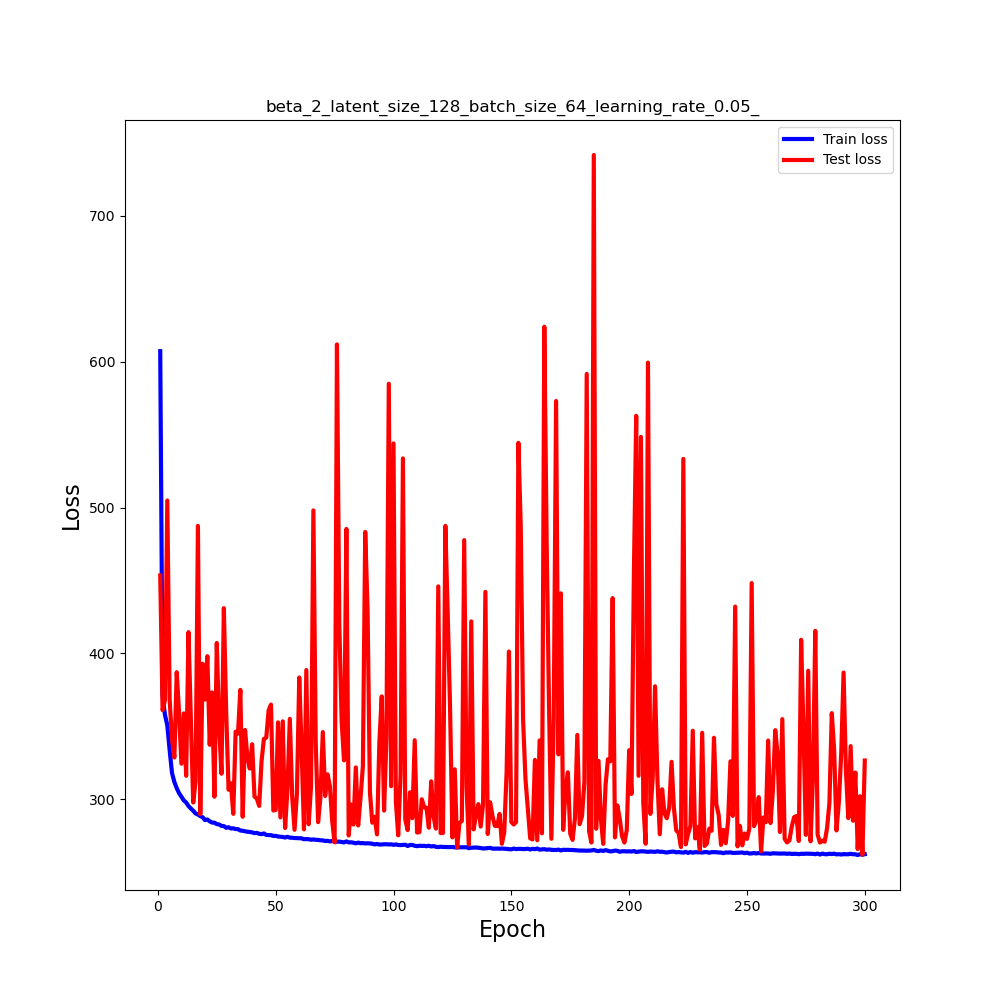 beta_2_latent_size_128_batch_size_64_learning_rate_0.05_
Train loss
Test loss
700
600
500
400
300
Loss
0 50 100 150 200 250 300
Epoch